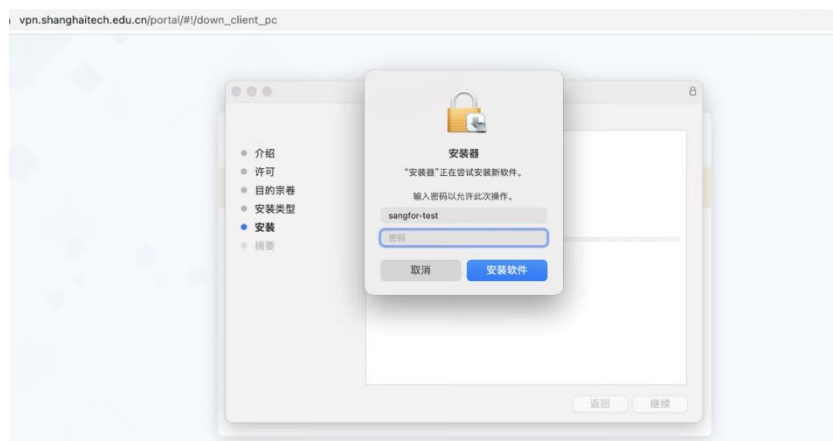 vpn.shanghaitech.edu.cn/portal/#!/down_client_pc
介绍
许可
目的宗卷
安装类型
安装
摘要
安装器
“安装器”正在尝试安装新软件。
输入密码以允许此次操作。
sangfor-test
密码
取消
安装软件
返回
继续